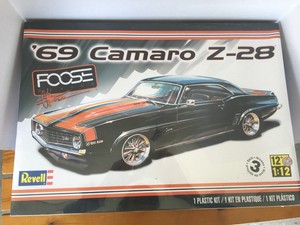 '69 Camaro Z-28
FOOSE
Revell
12+
1:12
1 PLASTIC KIT / 1 KIT EN PLASTIQUE / 1 KIT PLÁSTICO